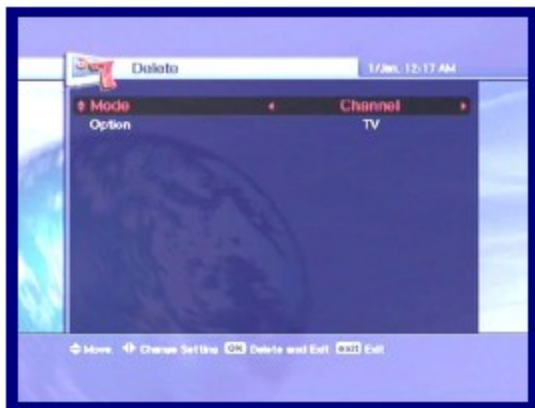 Delete 1/Jan. 12:17 AM
Mode Channel
Option TV
Move Change Setting OK Delete and Exit exit Exit